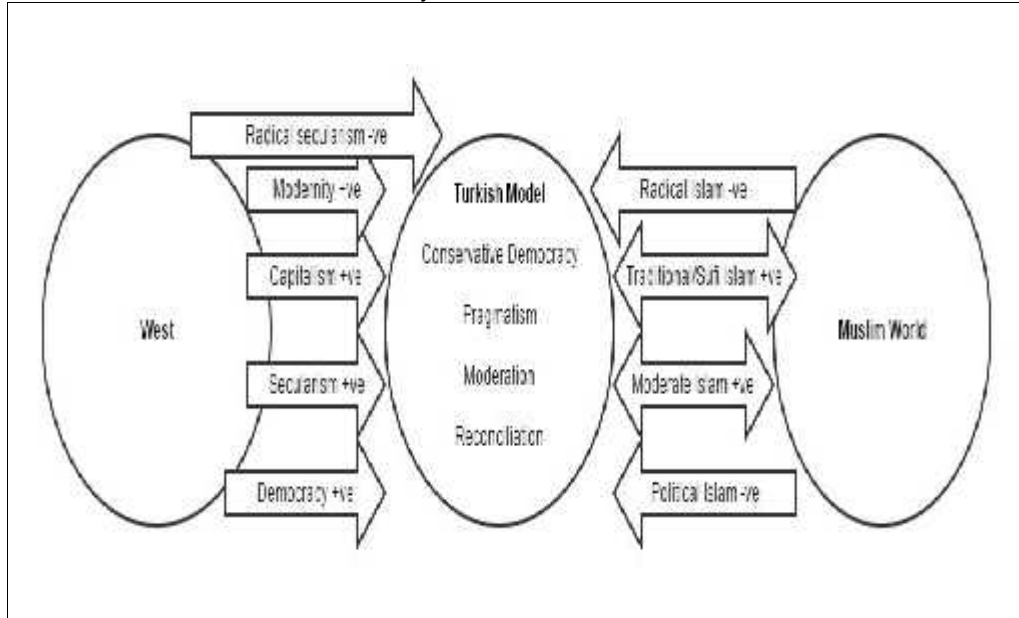 Radical secularism -ve
Modernity +ve
Capitalism +ve
Secularism +ve
Democracy +ve
West
Turkish Model
Conservative Democracy
Pragmatism
Moderation
Reconciliation
Radical Islam -ve
Traditional/Sufi Islam +ve
Moderate Islam +ve
Political Islam -ve
Muslim World